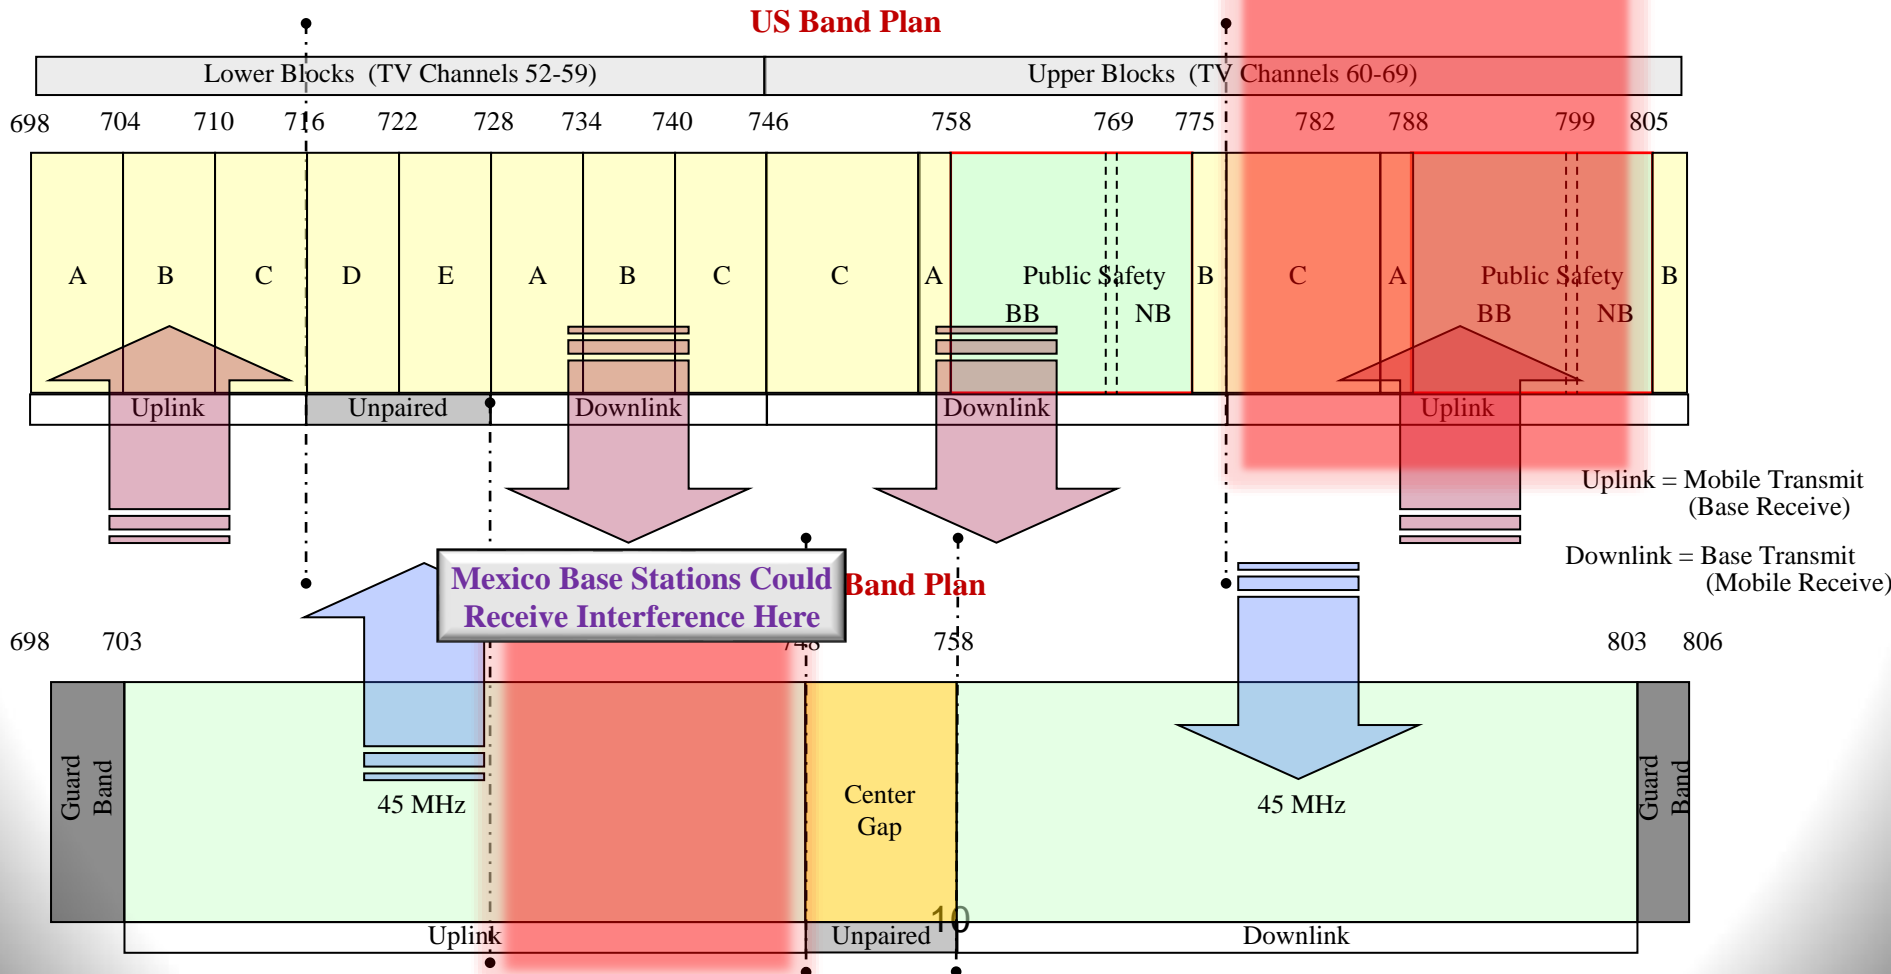 US Band Plan
Lower Blocks (TV Channels 52-59)
Upper Blocks (TV Channels 60-69)
698 704 710 716 722 728 734 740 746 758 769 775 782 788 799 805
A B C D E A B C C A Public Safety B C A Public Safety B
BB NB BB NB
Uplink Unpaired Downlink Downlink Uplink
Uplink = Mobile Transmit
(Base Receive)
Downlink = Base Transmit
(Mobile Receive)
Mexico Base Stations Could
Receive Interference Here
Band Plan
698 703 748 758 803 806
Guard
Band
45 MHz
Center
Gap
45 MHz
Guard
Band
10
Uplink Unpaired Downlink